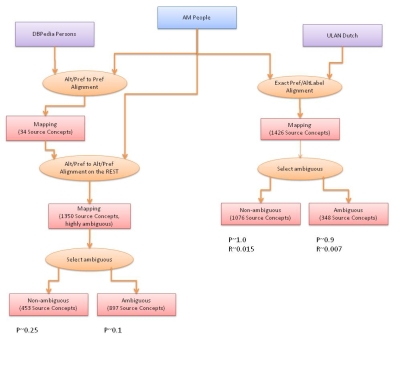 AM People
DBPedia Persons
ULAN Dutch
Alt/Pref to Pref
Alignment
ExactPref/AltLabel
Alignment
Mapping
(34 Source Concepts)
Mapping
(1426 Source Concepts)
Alt/Pref to Alt/Pref
Alignment on the REST
Select ambiguous
Mapping
(1350 Source Concepts,
highly ambiguous)
Non-ambiguous
(1076 Source Concepts)
Ambiguous
(348 Source Concepts)
P~1.0
R~0.015
P~0.9
R~0.007
Select ambiguous
Non-ambiguous
(453 Source Concepts)
Ambiguous
(897 Source Concepts)
P~0.25
P~0.1